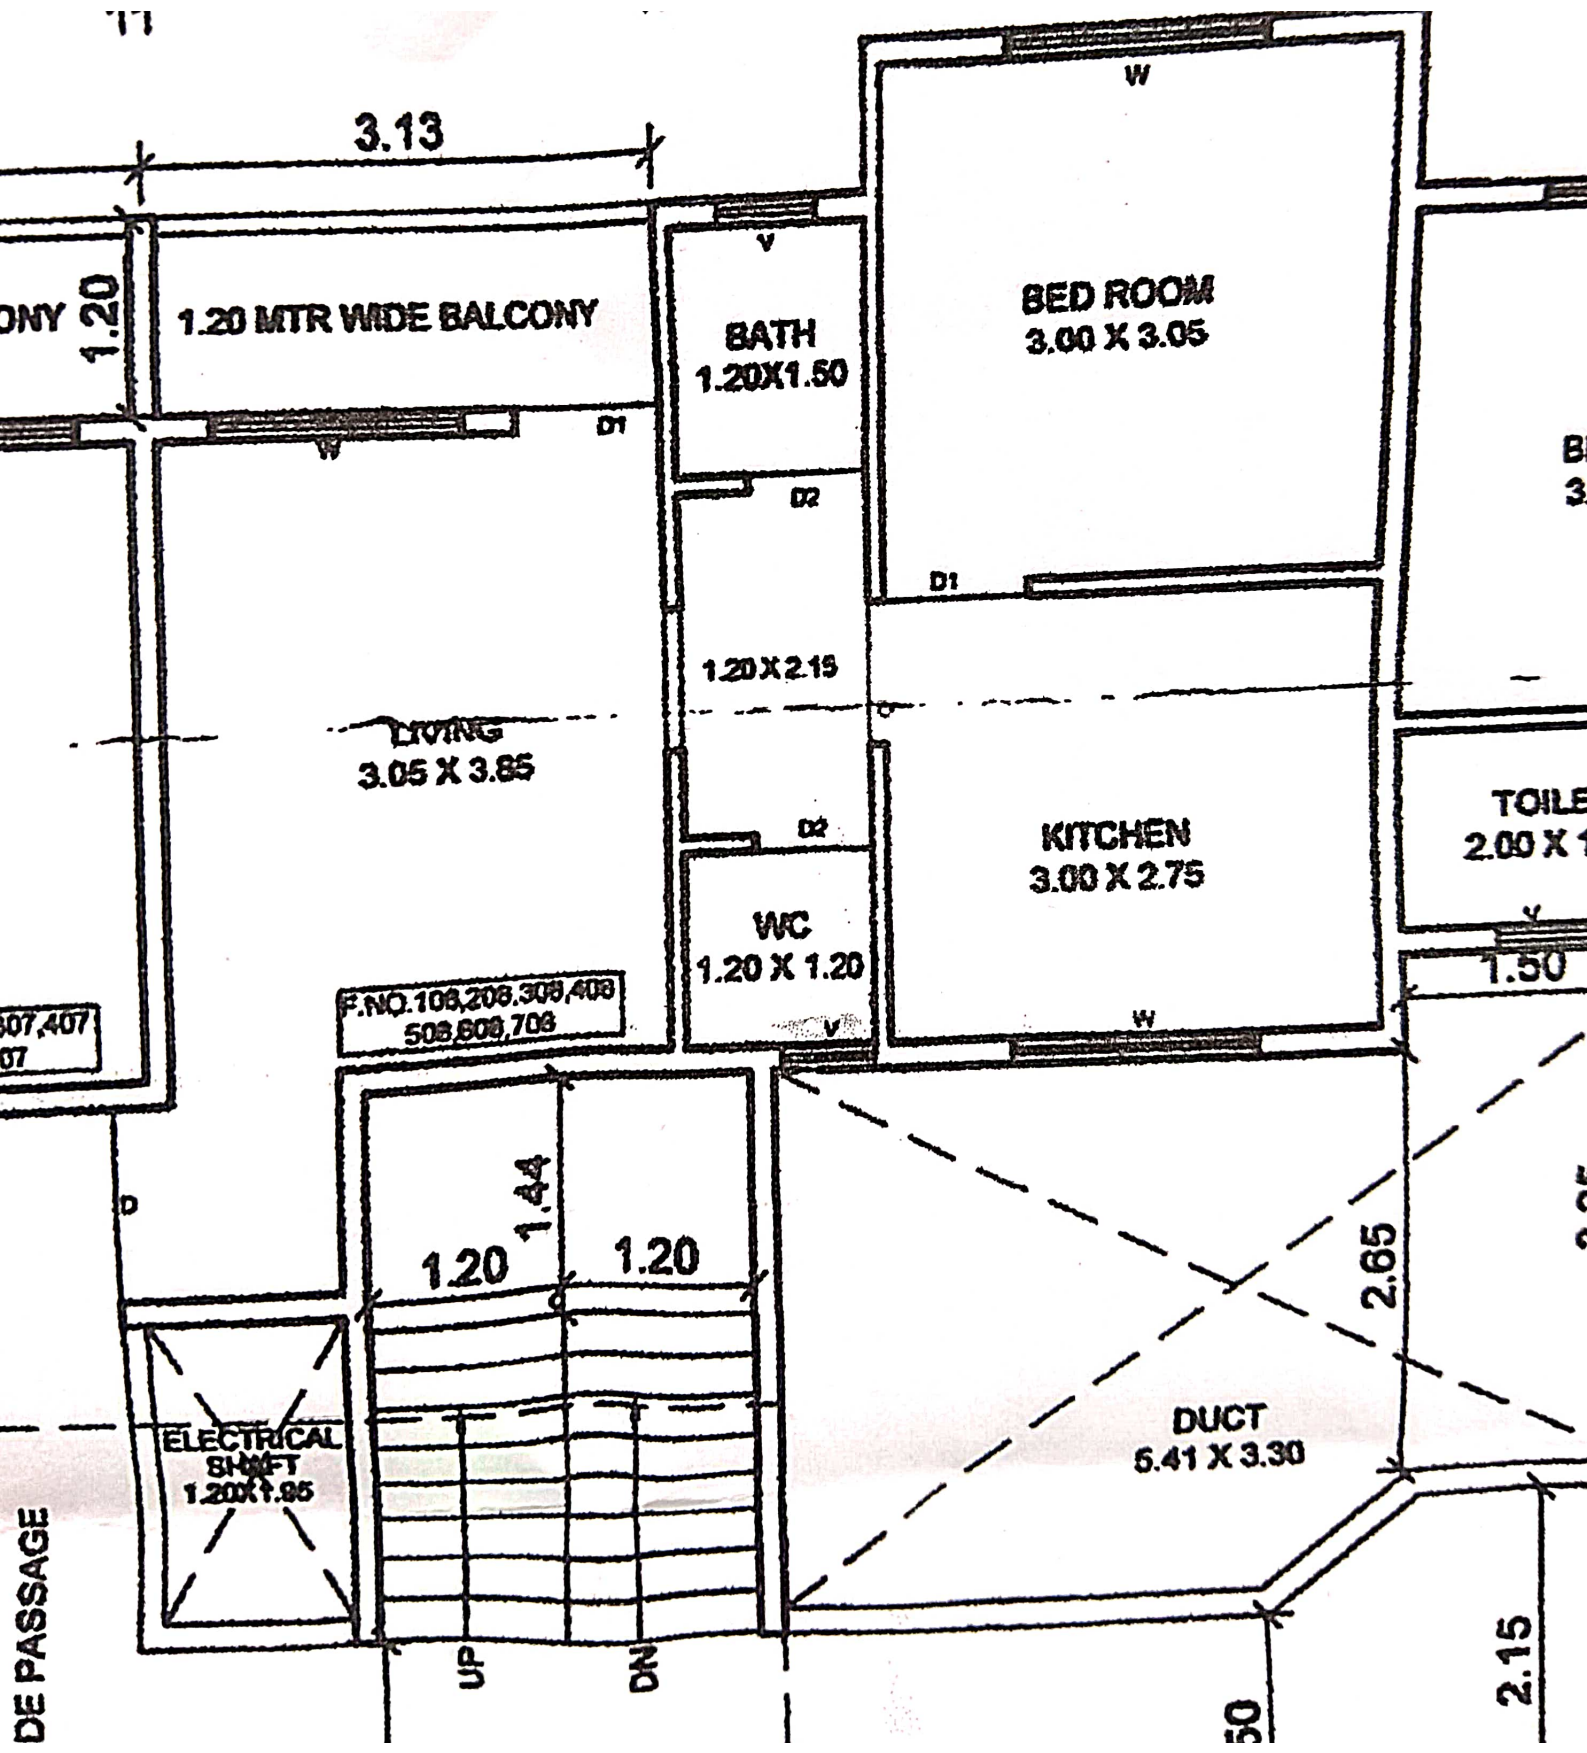 11
3.13
W
ONY
1.20
1.20 MTR WIDE BALCONY
V
BATH
1.20X1.50
BED ROOM
3.00 X 3.05
W
D1
D2
D1
1.20 X 2.15
LIVING
3.05 X 3.85
O
D2
KITCHEN
3.00 X 2.75
TOILE
2.00 X 1
V
1.50
WC
1.20 X 1.20
F.NO.108,208,308,408
508,608,708
307,407
07
V
W
D
1.44
1.20
1.20
2.65
DUCT
5.41 X 3.30
ELECTRICAL
SHAFT
UP
DN
DE PASSAGE
2.15
50